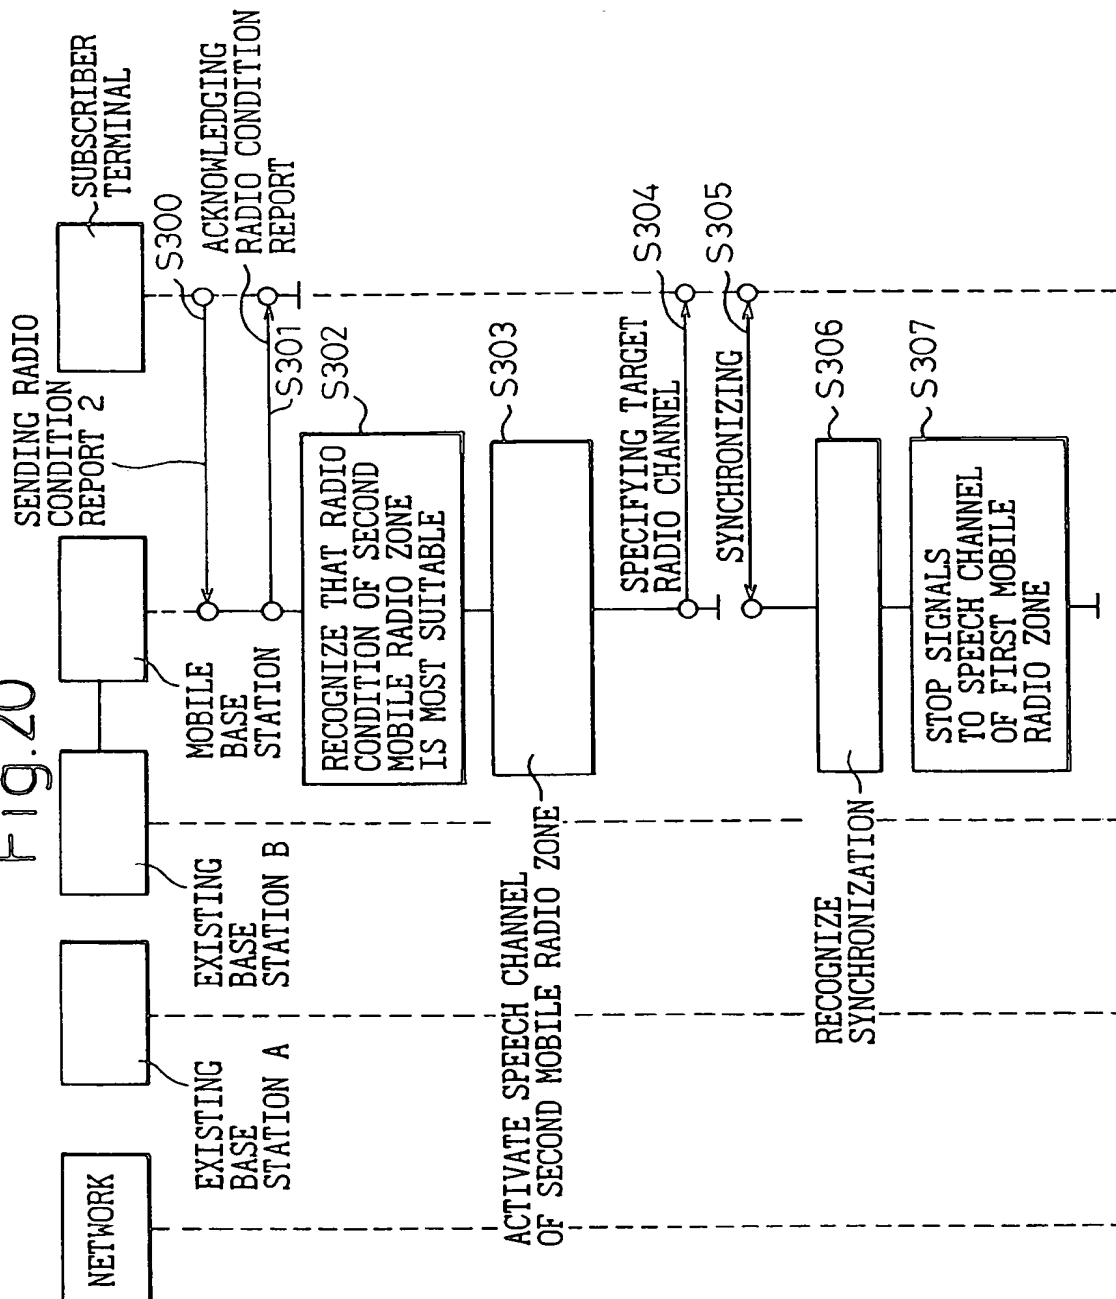 Fig.20
NETWORK
EXISTING
BASE
STATION A
EXISTING
BASE
STATION B
MOBILE
BASE
STATION
SUBSCRIBER
TERMINAL
SENDING RADIO
CONDITION
REPORT 2
S300
ACKNOWLEDGING
RADIO CONDITION
REPORT
S301
RECOGNIZE THAT RADIO
CONDITION OF SECOND
MOBILE RADIO ZONE
IS MOST SUITABLE
S302
ACTIVATE SPEECH CHANNEL
OF SECOND MOBILE RADIO ZONE
S303
SPECIFYING TARGET
RADIO CHANNEL
S304
SYNCHRONIZING
S305
RECOGNIZE
SYNCHRONIZATION
S306
STOP SIGNALS
TO SPEECH CHANNEL
OF FIRST MOBILE
RADIO ZONE
S307